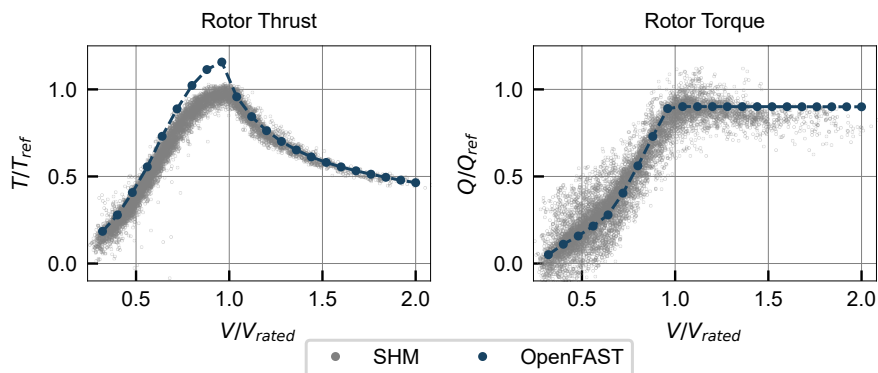 Rotor Thrust
T/T_ref
1.0
0.5
0.0
0.5 1.0 1.5 2.0
V/V_rated
Rotor Torque
Q/Q_ref
1.0
0.5
0.0
0.5 1.0 1.5 2.0
V/V_rated
SHM OpenFAST